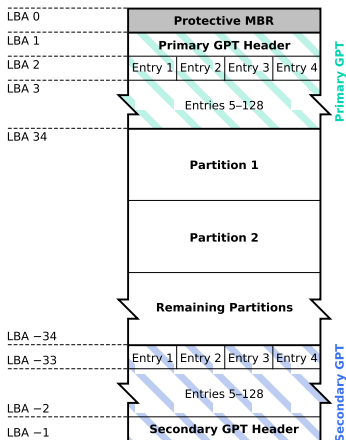 LBA 0
Protective MBR
LBA 1
Primary GPT Header
LBA 2
Entry 1 Entry 2 Entry 3 Entry 4
LBA 3
Entries 5–128
Primary GPT
LBA 34
Partition 1
Partition 2
Remaining Partitions
LBA −34
LBA −33
Entry 1 Entry 2 Entry 3 Entry 4
Entries 5–128
LBA −2
LBA −1
Secondary GPT Header
Secondary GPT